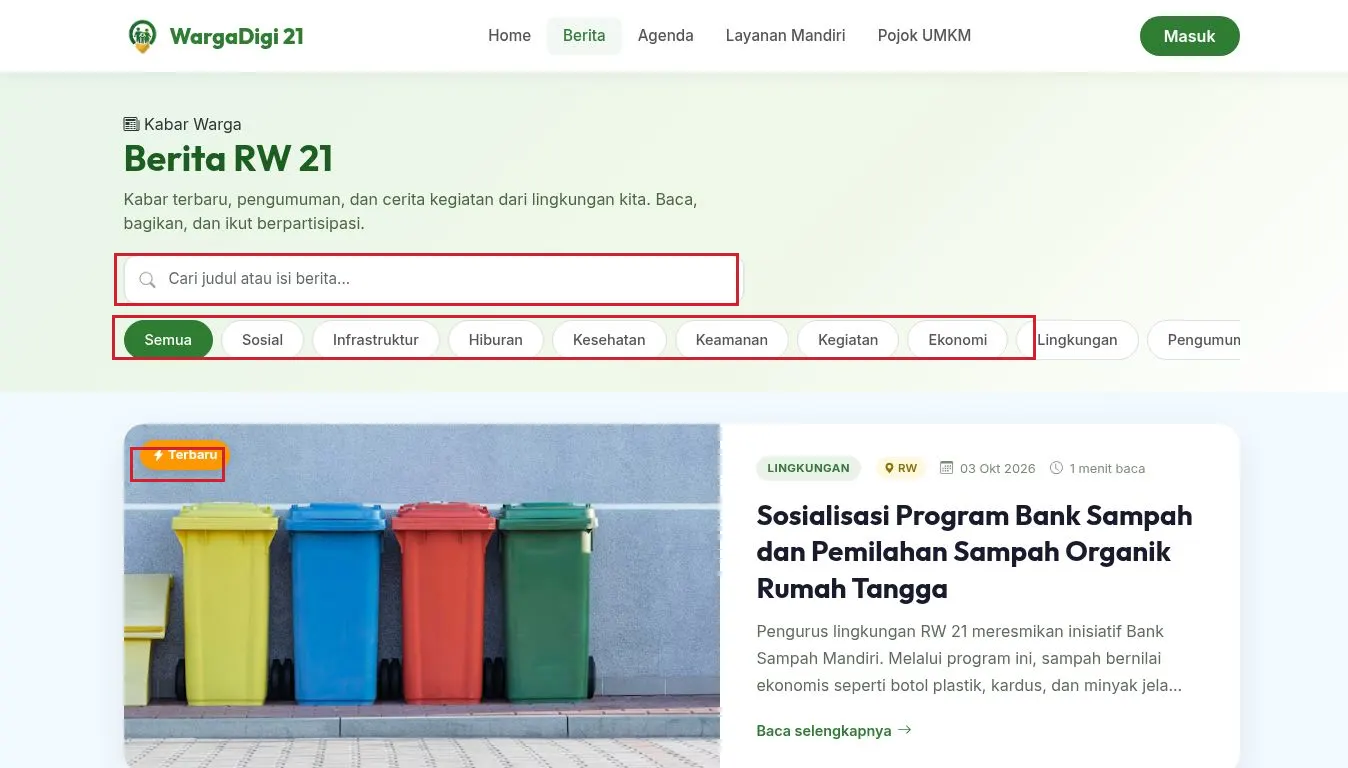 WargaDigi 21
Home Berita Agenda Layanan Mandiri Pojok UMKM
Masuk
Kabar Warga
Berita RW 21
Kabar terbaru, pengumuman, dan cerita kegiatan dari lingkungan kita. Baca,
bagikan, dan ikut berpartisipasi.
Cari judul atau isi berita...
Semua Sosial Infrastruktur Hiburan Kesehatan Keamanan Kegiatan Ekonomi Lingkungan Pengumum
Terbaru
LINGKUNGAN RW 03 Okt 2026 1 menit baca
Sosialisasi Program Bank Sampah
dan Pemilahan Sampah Organik
Rumah Tangga
Pengurus lingkungan RW 21 meresmikan inisiatif Bank
Sampah Mandiri. Melalui program ini, sampah bernilai
ekonomis seperti botol plastik, kardus, dan minyak jela...
Baca selengkapnya →